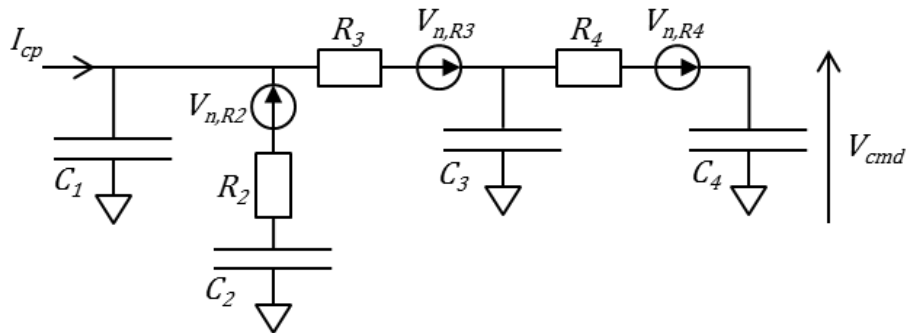 I_cp
R_3
V_n,R3
R_4
V_n,R4
V_n,R2
C_1
R_2
C_3
C_4
V_cmd
C_2